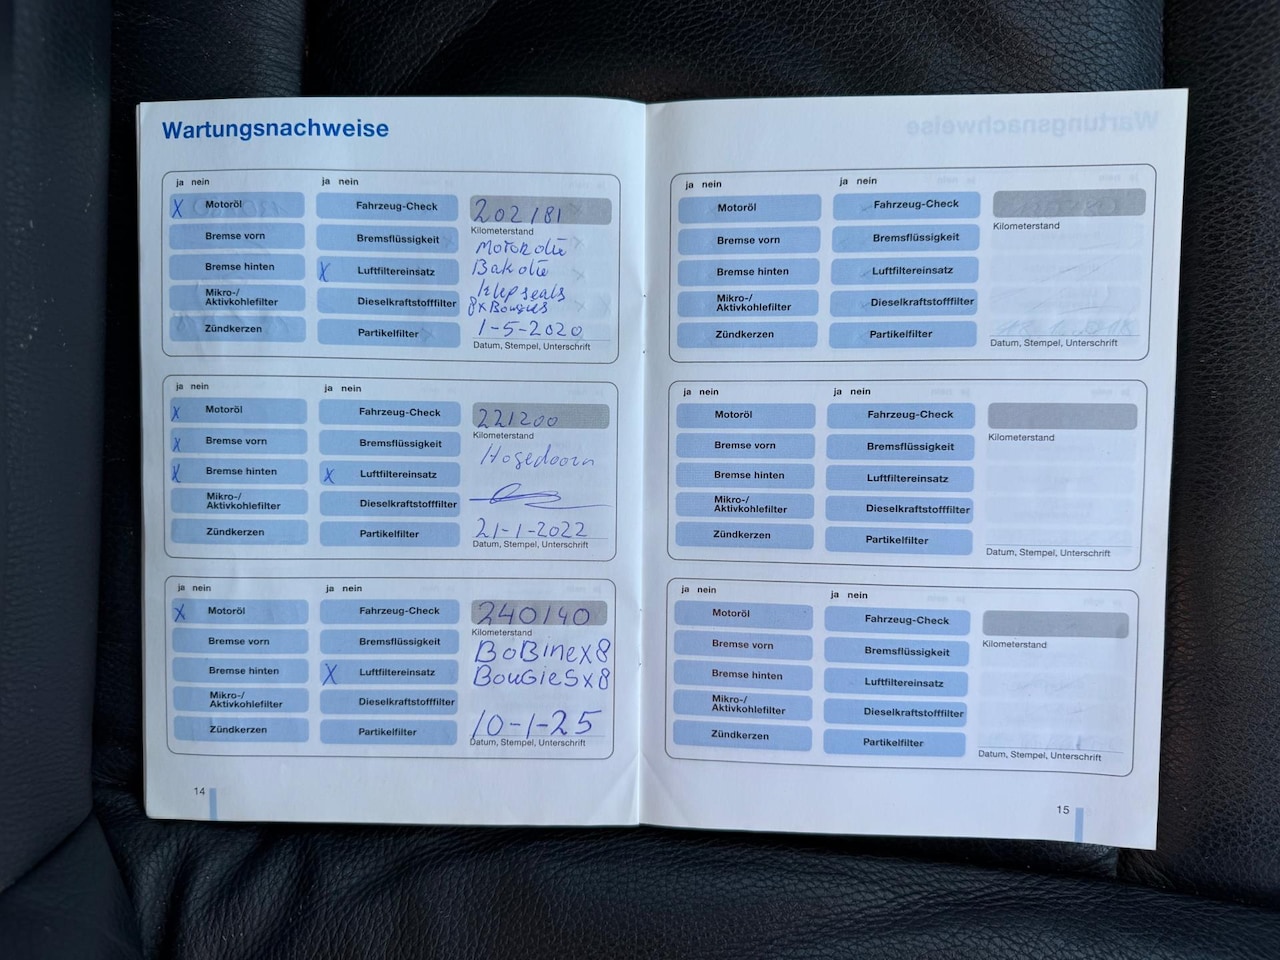 Wartungsnachweise
ja nein
ja nein
X Motoröl
Fahrzeug-Check
202181
Kilometerstand
Bremse vorn
Bremsflüssigkeit
Motorolie
Bremse hinten
X Luftfiltereinsatz
Bakolie
Mikro-/
Aktivkohlefilter
Dieselkraftstofffilter
Klepseals
8xBougies
Zündkerzen
Partikelfilter
1-5-2020
Datum, Stempel, Unterschrift
ja nein
ja nein
X Motoröl
Fahrzeug-Check
221200
Kilometerstand
X Bremse vorn
Bremsflüssigkeit
Hogedoorn
X Bremse hinten
X Luftfiltereinsatz
Mikro-/
Aktivkohlefilter
Dieselkraftstofffilter
Zündkerzen
Partikelfilter
21-1-2022
Datum, Stempel, Unterschrift
ja nein
ja nein
X Motoröl
Fahrzeug-Check
240140
Kilometerstand
Bremse vorn
Bremsflüssigkeit
BoBinex8
Bremse hinten
X Luftfiltereinsatz
BougieSx8
Mikro-/
Aktivkohlefilter
Dieselkraftstofffilter
Zündkerzen
Partikelfilter
10-1-25
Datum, Stempel, Unterschrift
14
ja nein
ja nein
Motoröl
Fahrzeug-Check
Kilometerstand
Bremse vorn
Bremsflüssigkeit
Bremse hinten
Luftfiltereinsatz
Mikro-/
Aktivkohlefilter
Dieselkraftstofffilter
Zündkerzen
Partikelfilter
Datum, Stempel, Unterschrift
ja nein
ja nein
Motoröl
Fahrzeug-Check
Kilometerstand
Bremse vorn
Bremsflüssigkeit
Bremse hinten
Luftfiltereinsatz
Mikro-/
Aktivkohlefilter
Dieselkraftstofffilter
Zündkerzen
Partikelfilter
Datum, Stempel, Unterschrift
ja nein
ja nein
Motoröl
Fahrzeug-Check
Kilometerstand
Bremse vorn
Bremsflüssigkeit
Bremse hinten
Luftfiltereinsatz
Mikro-/
Aktivkohlefilter
Dieselkraftstofffilter
Zündkerzen
Partikelfilter
Datum, Stempel, Unterschrift
15